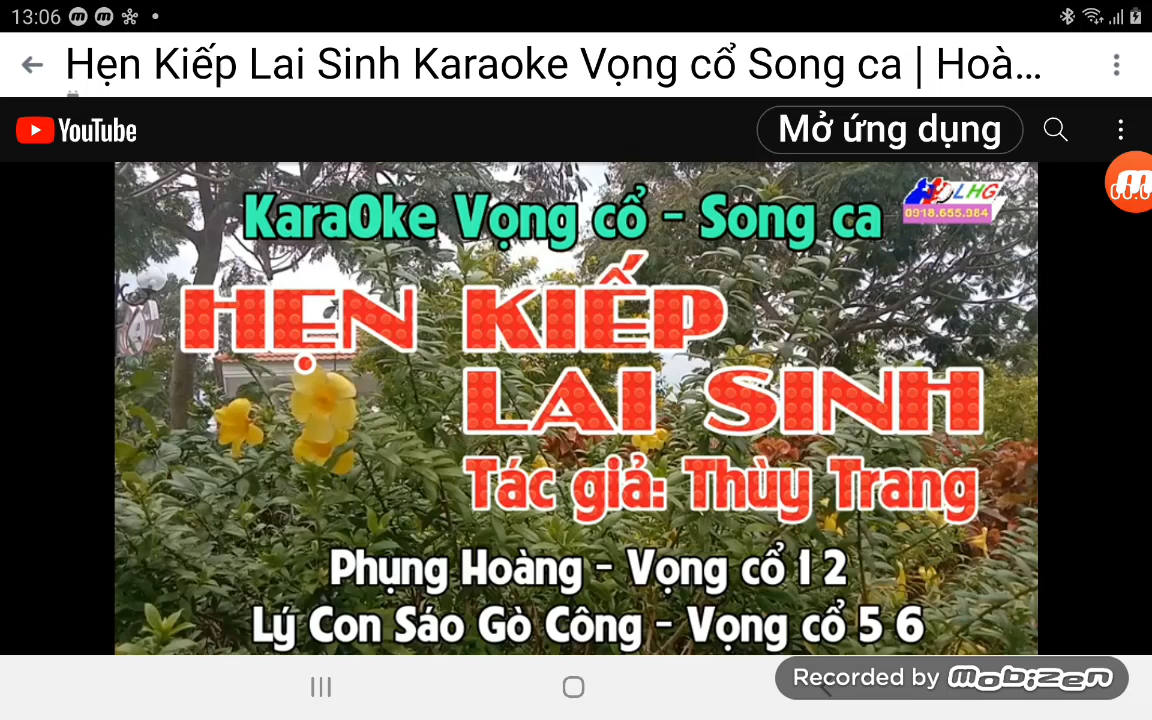 13:06
Hẹn Kiếp Lai Sinh Karaoke Vọng cổ Song ca | Hoà...
YouTube
Mở ứng dụng
KaraOke Vọng cổ - Song ca
LHG
0918.655.984
HẸN KIẾP
LAI SINH
Tác giả: Thùy Trang
Phụng Hoàng - Vọng cổ 1 2
Lý Con Sáo Gò Công - Vọng cổ 5 6
Recorded by mobizen